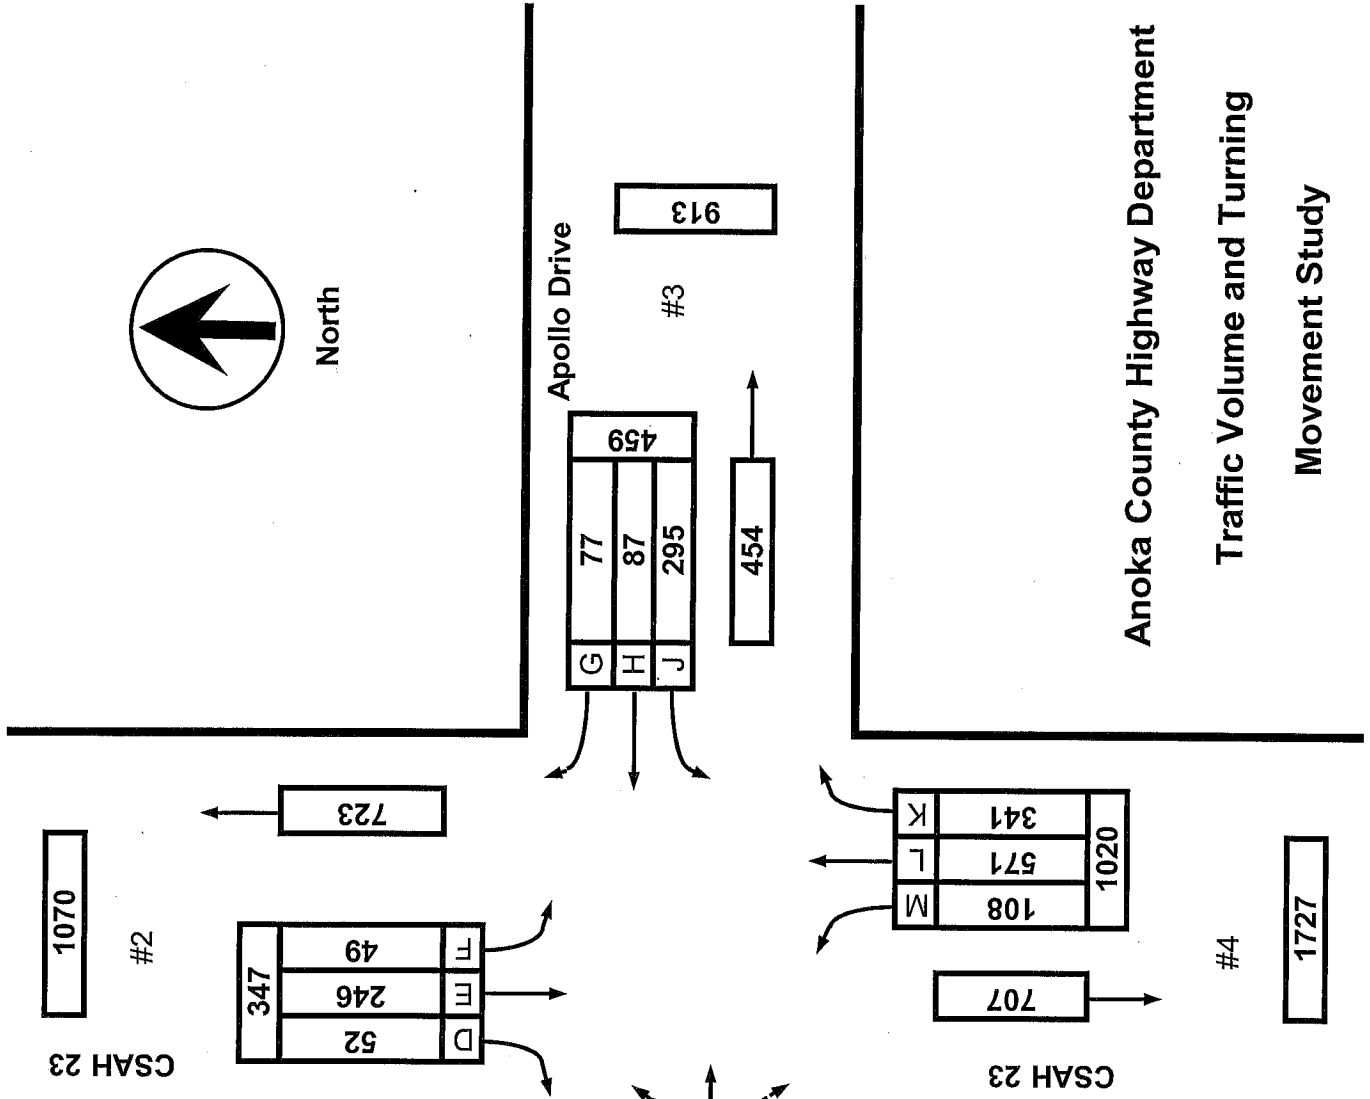 North
Apollo Drive
#3
913
459
G 77
H 87
J 295
454
1070
#2
CSAH 23
723
347
D 52
E 246
F 49
K 341
L 571
M 108
1020
707
#4
1727
CSAH 23
Anoka County Highway Department
Traffic Volume and Turning
Movement Study